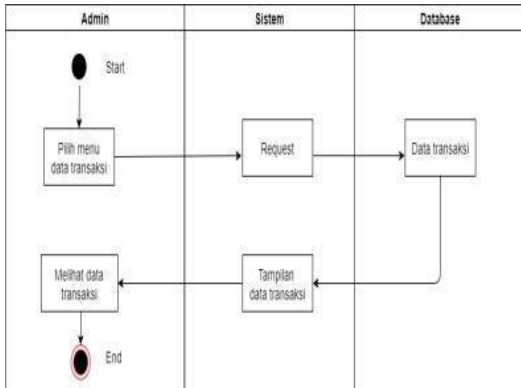 Admin
Sistem
Database
Start
Pilih menu
data transaksi
Request
Data transaksi
Melihat data
transaksi
Tampilan
data transaksi
End